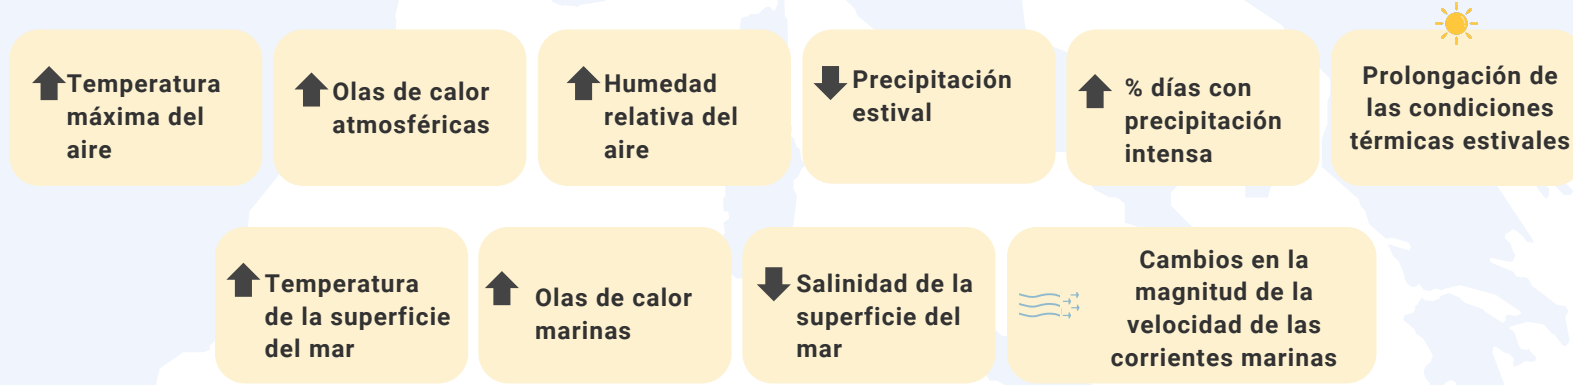 Temperatura
máxima del
aire
Olas de calor
atmosféricas
Humedad
relativa del
aire
Precipitación
estival
% días con
precipitación
intensa
Prolongación de
las condiciones
térmicas estivales
Temperatura
de la superficie
del mar
Olas de calor
marinas
Salinidad de la
superficie del
mar
Cambios en la
magnitud de la
velocidad de las
corrientes marinas